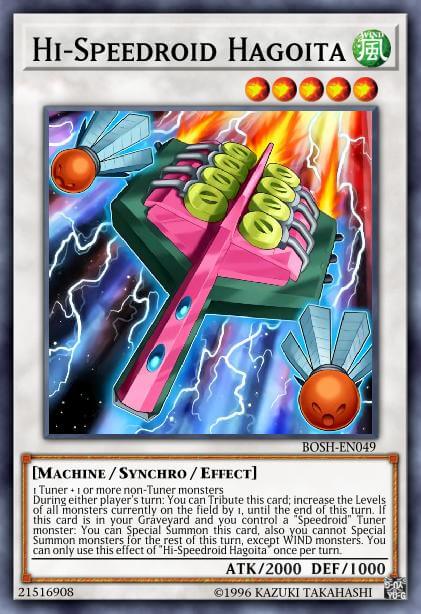 Hi-Speedroid Hagoita
WIND
風
BOSH-EN049
[Machine / Synchro / Effect]
1 Tuner + 1 or more non-Tuner monsters
During either player's turn: You can Tribute this card; increase the Levels
of all monsters currently on the field by 1, until the end of this turn. If
this card is in your Graveyard and you control a "Speedroid" Tuner
monster: You can Special Summon this card, also you cannot Special
Summon monsters for the rest of this turn, except WIND monsters. You
can only use this effect of "Hi-Speedroid Hagoita" once per turn.
ATK/2000 DEF/1000
21516908
©1996 KAZUKI TAKAHASHI